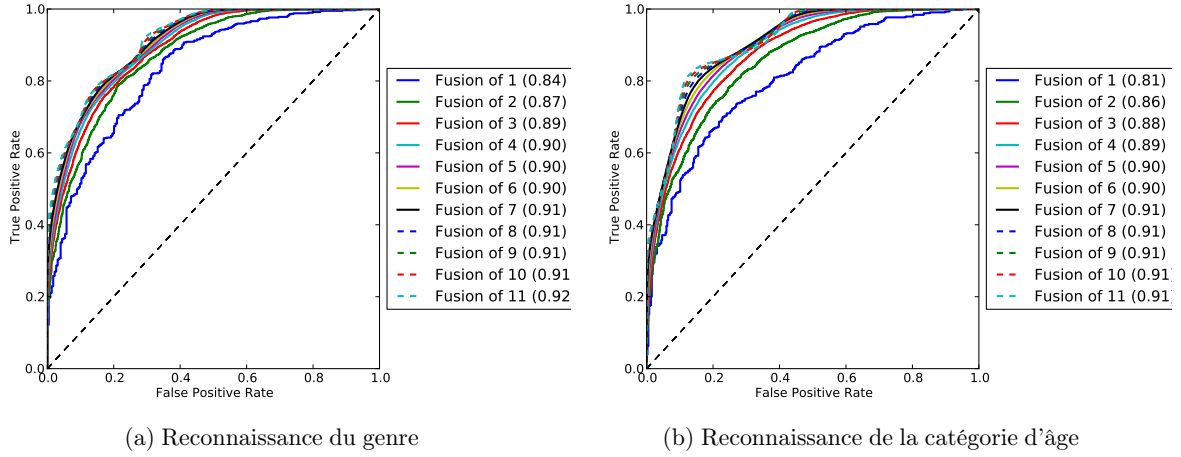 1.0
0.8
0.6
0.4
0.2
0.0
True Positive Rate
0.0 0.2 0.4 0.6 0.8 1.0
False Positive Rate
Fusion of 1 (0.84)
Fusion of 2 (0.87)
Fusion of 3 (0.89)
Fusion of 4 (0.90)
Fusion of 5 (0.90)
Fusion of 6 (0.90)
Fusion of 7 (0.91)
Fusion of 8 (0.91)
Fusion of 9 (0.91)
Fusion of 10 (0.91
Fusion of 11 (0.92
(a) Reconnaissance du genre
1.0
0.8
0.6
0.4
0.2
0.0
True Positive Rate
0.0 0.2 0.4 0.6 0.8 1.0
False Positive Rate
Fusion of 1 (0.81)
Fusion of 2 (0.86)
Fusion of 3 (0.88)
Fusion of 4 (0.89)
Fusion of 5 (0.90)
Fusion of 6 (0.90)
Fusion of 7 (0.91)
Fusion of 8 (0.91)
Fusion of 9 (0.91)
Fusion of 10 (0.91)
Fusion of 11 (0.91)
(b) Reconnaissance de la catégorie d'âge